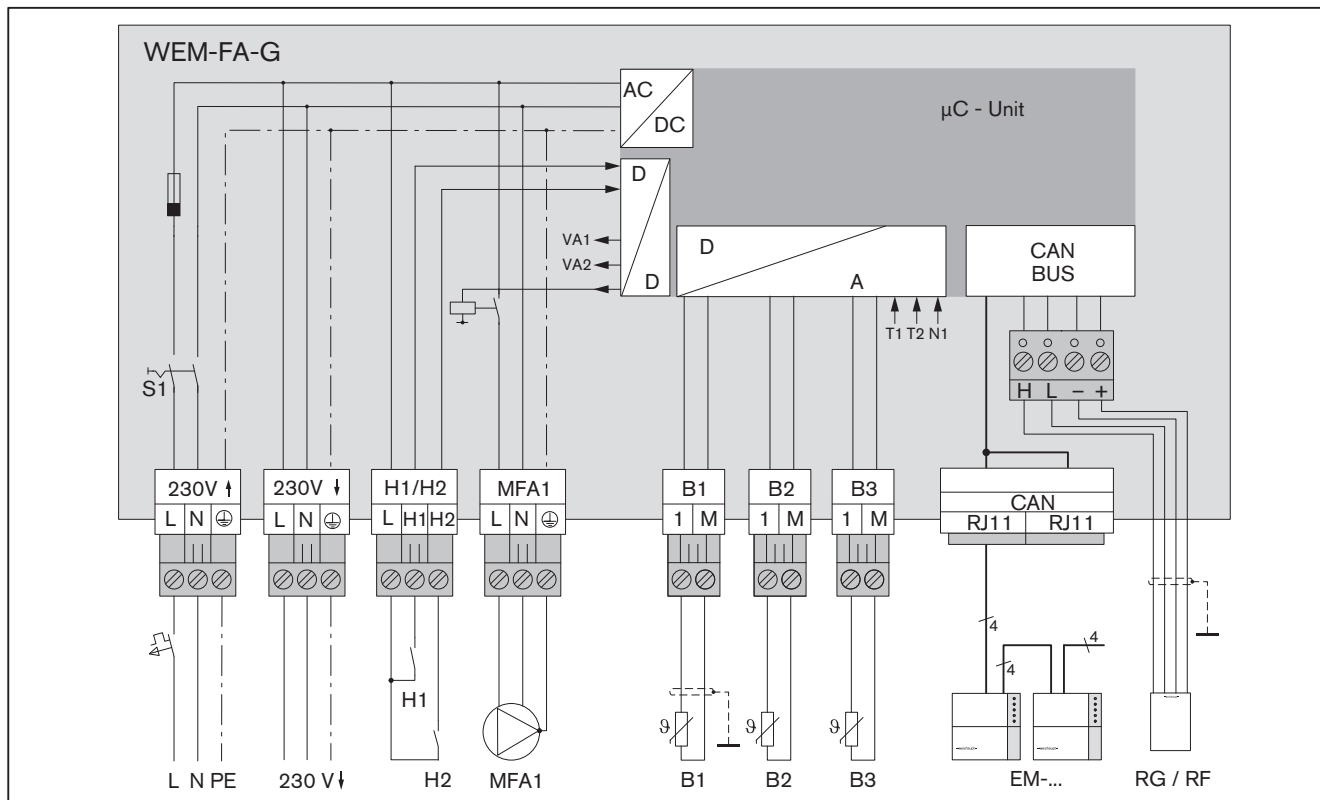 WEM-FA-G
AC
DC
µC - Unit
D
D
VA1
VA2
D
A
T1 T2 N1
CAN
BUS
S1
H L − +
230V
L N
230V
L N
H1/H2
L H1 H2
MFA1
L N
B1
1 M
B2
1 M
B3
1 M
CAN
RJ11 RJ11
4
4
4
H1
ϑ
ϑ
ϑ
L N PE
230 V
H2
MFA1
B1
B2
B3
EM-...
RG / RF